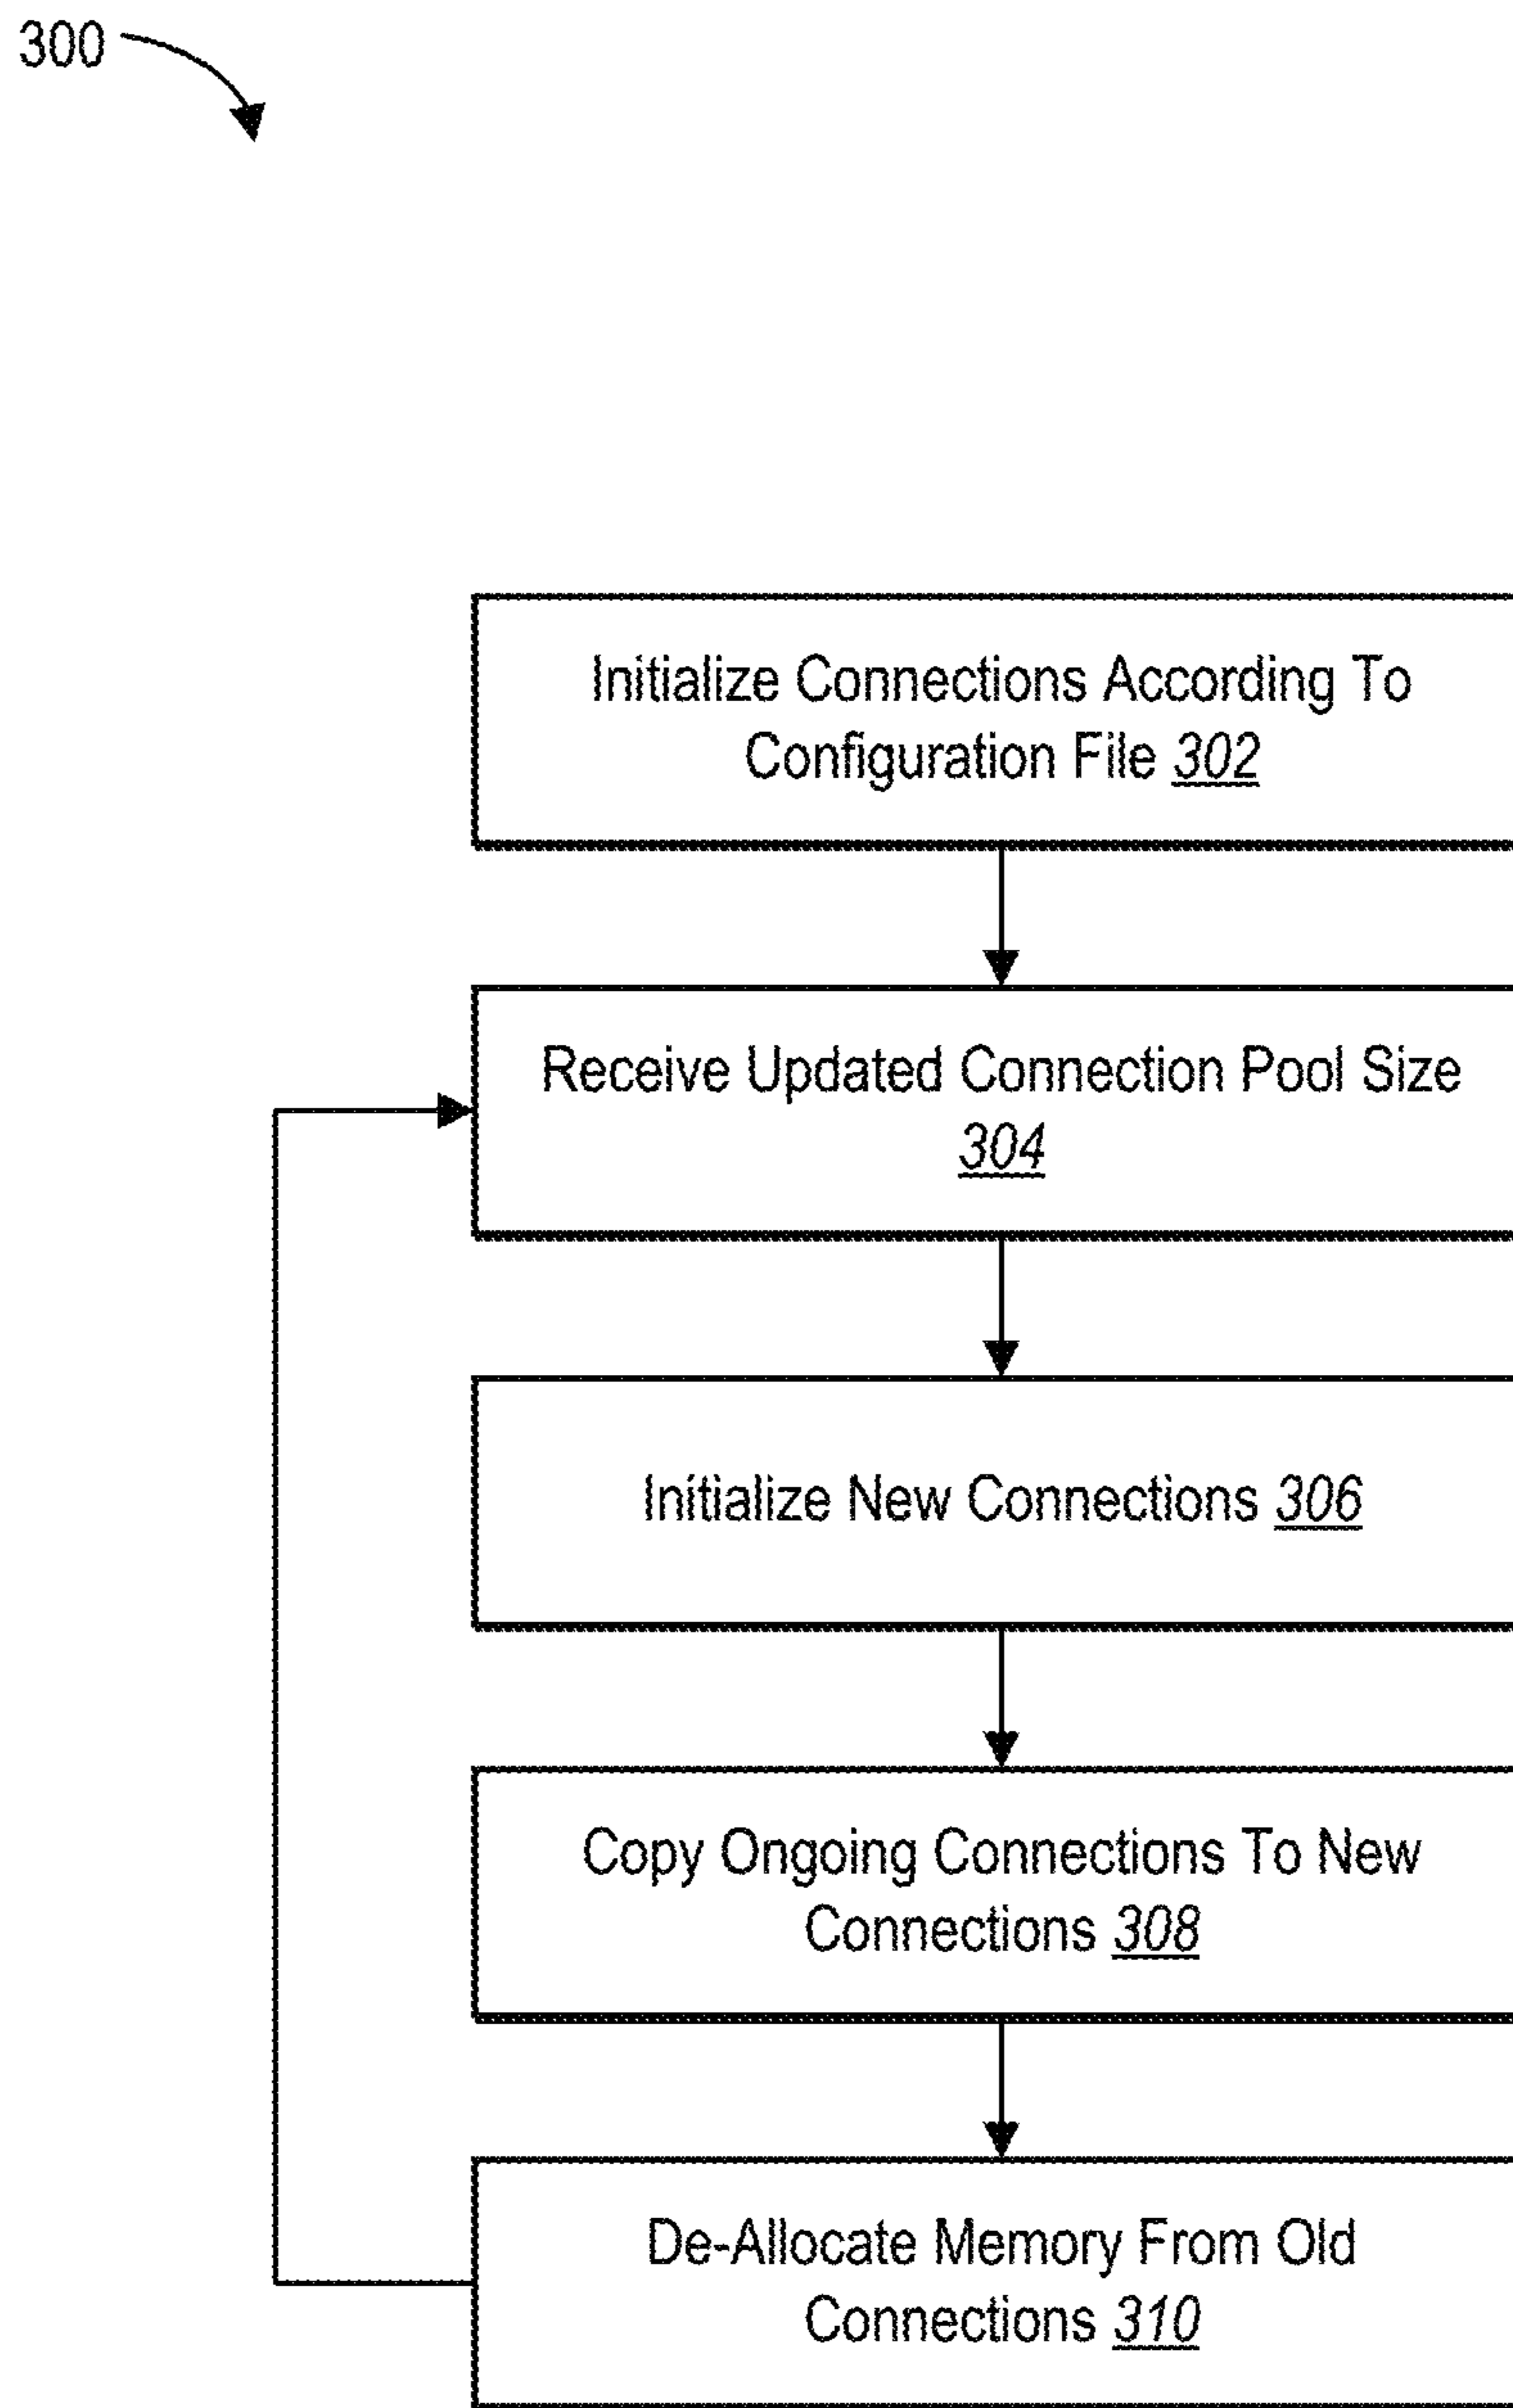 300
Initialize Connections According To
Configuration File 302
Receive Updated Connection Pool Size
304
Initialize New Connections 306
Copy Ongoing Connections To New
Connections 308
De-Allocate Memory From Old
Connections 310